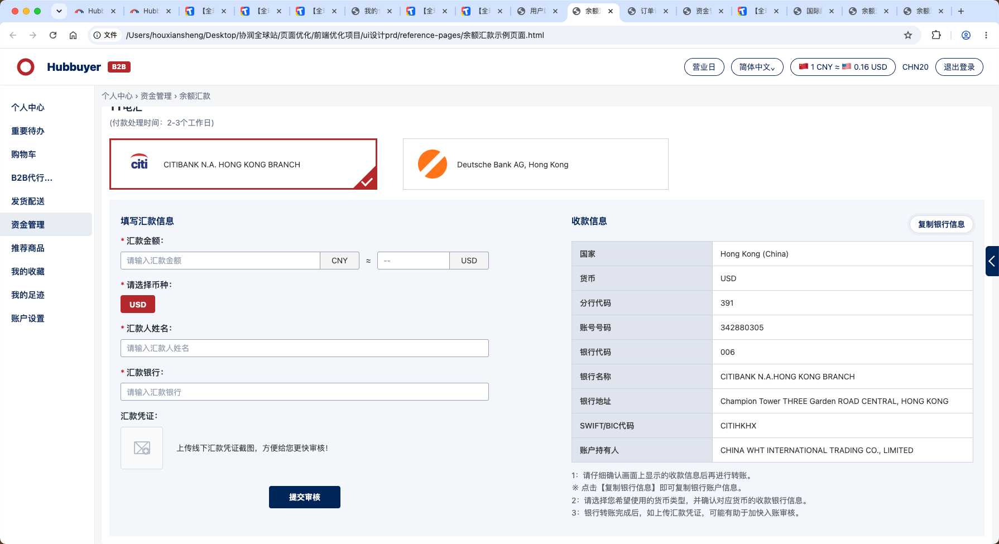 Hubb
Hubb
【全
【全
【全
我的
【全
【全
用户
余额
订单
资金
【全
国际
余额
余额
文件 /Users/houxiansheng/Desktop/协润全球站/页面优化/前端优化项目/ui设计prd/reference-pages/余额汇款示例页面.html
Hubbuyer B2B
营业日 简体中文 1 CNY ≈ 0.16 USD CHN20 退出登录
个人中心 › 资金管理 › 余额汇款
个人中心
重要待办
购物车
B2B代行...
发货配送
资金管理
推荐商品
我的收藏
我的足迹
账户设置
TT电汇
(付款处理时间：2-3个工作日)
citi CITIBANK N.A. HONG KONG BRANCH
Deutsche Bank AG, Hong Kong
填写汇款信息
* 汇款金额：
请输入汇款金额 CNY ≈ -- USD
* 请选择币种：
USD
* 汇款人姓名：
请输入汇款人姓名
* 汇款银行：
请输入汇款银行
汇款凭证：
上传线下汇款凭证截图，方便给您更快审核！
提交审核
收款信息 复制银行信息
国家 Hong Kong (China)
货币 USD
分行代码 391
账号号码 342880305
银行代码 006
银行名称 CITIBANK N.A.HONG KONG BRANCH
银行地址 Champion Tower THREE Garden ROAD CENTRAL, HONG KONG
SWIFT/BIC代码 CITIHKHX
账户持有人 CHINA WHT INTERNATIONAL TRADING CO., LIMITED
1：请仔细确认画面上显示的收款信息后再进行转账。
※ 点击【复制银行信息】即可复制银行账户信息。
2：请选择您希望使用的货币类型，并确认对应货币的收款银行信息。
3：银行转账完成后，如上传汇款凭证，可能有助于加快入账审核。